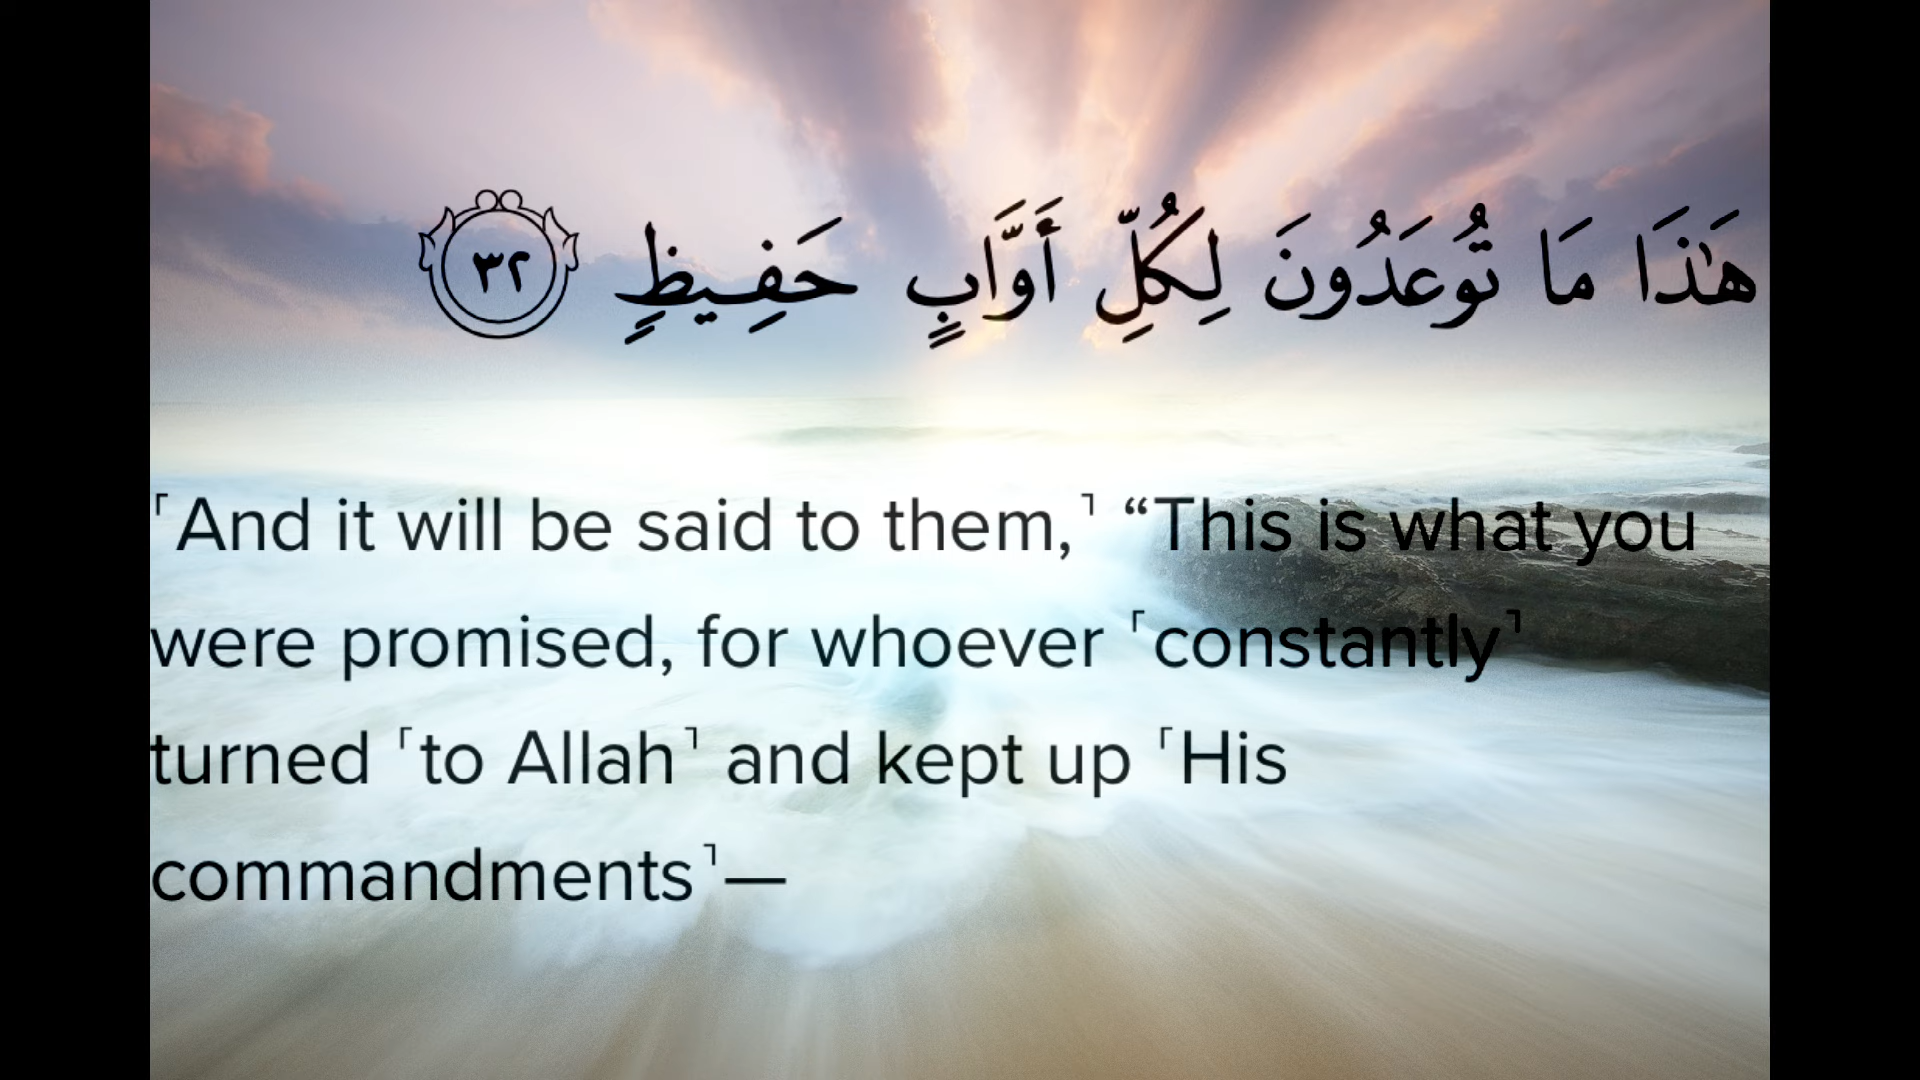 هَٰذَا مَا تُوعَدُونَ لِكُلِّ أَوَّابٍ حَفِيظٍ ٣٢
⸢And it will be said to them,⸣ “This is what you
were promised, for whoever ⸢constantly⸣
turned ⸢to Allah⸣ and kept up ⸢His
commandments⸣—